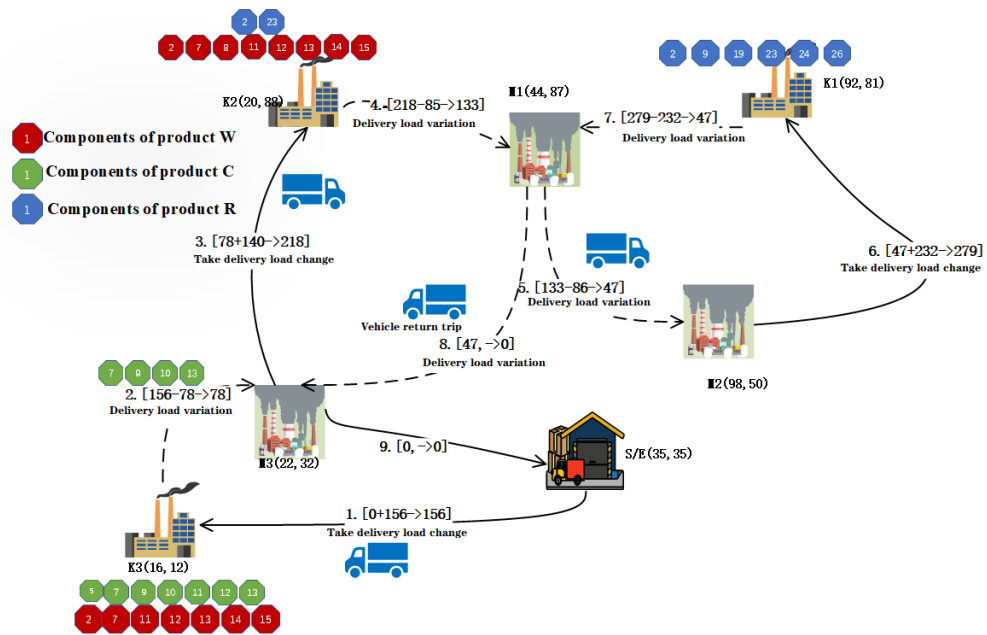 2 23
2 7 8 11 12 13 14 15
K2(20, 88)
4.-[218-85->133]
Delivery load variation
M1(44, 87)
7. [279-232->47]
Delivery load variation
2 9 19 23 24 26
K1(92, 81)
1 Components of product W
1 Components of product C
1 Components of product R
3. [78+140->218]
Take delivery load change
6. [47+232->279]
Take delivery load change
5. [133-86->47]
Delivery load variation
Vehicle return trip
8. [47, ->0]
Delivery load variation
M2(98, 50)
7 9 10 13
2. [156-78->78]
Delivery load variation
M3(22, 32)
9. [0, ->0]
S/E(35, 35)
1. [0+156->156]
Take delivery load change
K3(16, 12)
5 7 9 10 11 12 13
2 7 11 12 13 14 15